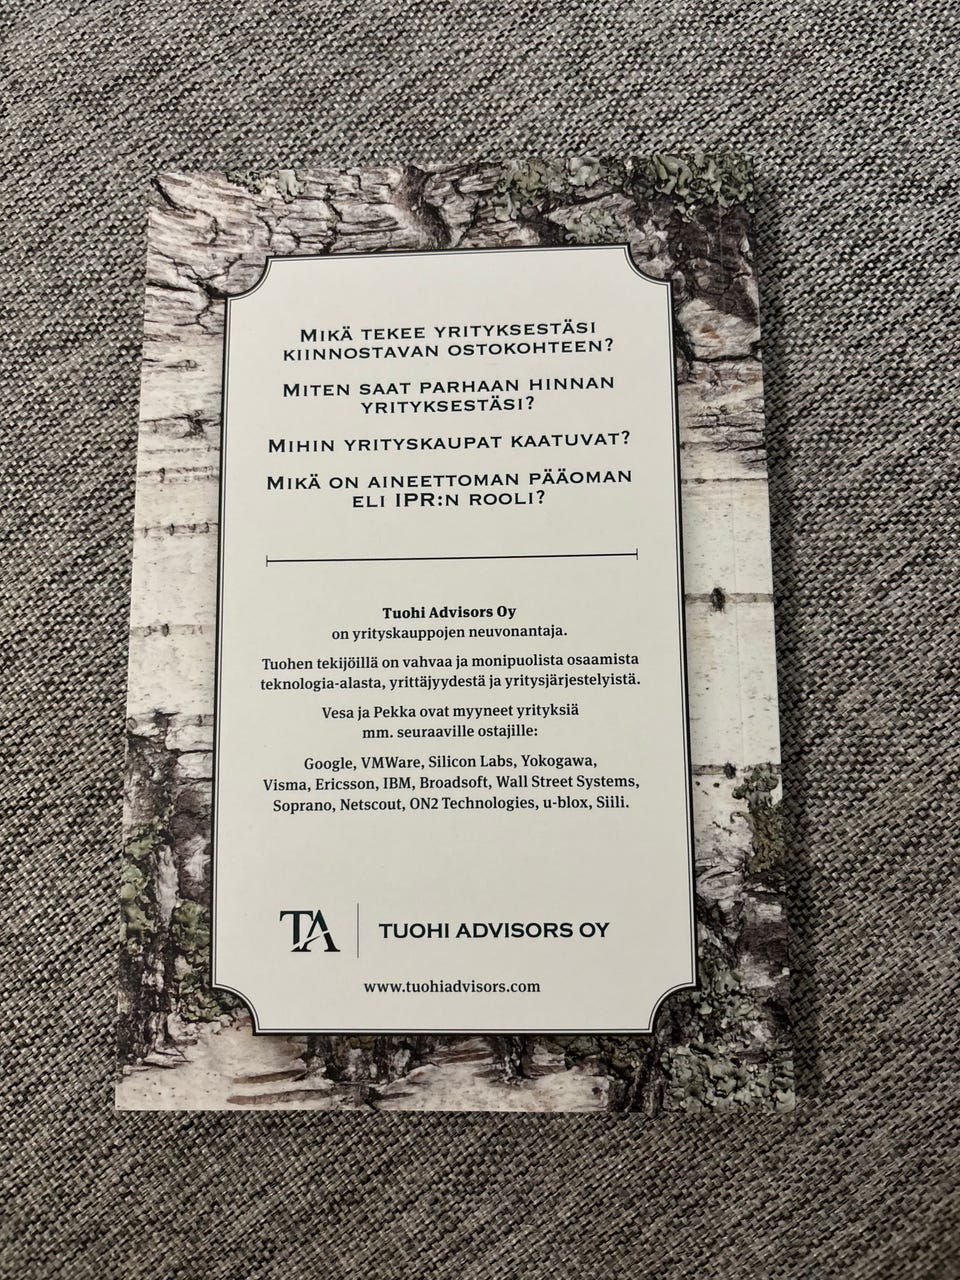 MIKÄ TEKEE YRITYKSESTÄSI
KIINNOSTAVAN OSTOKOHTEEN?
MITEN SAAT PARHAAN HINNAN
YRITYKSESTÄSI?
MIHIN YRITYSKAUPAT KAATUVAT?
MIKÄ ON AINEETTOMAN PÄÄOMAN
ELI IPR:N ROOLI?
Tuohi Advisors Oy
on yrityskauppojen neuvonantaja.
Tuohen tekijöillä on vahvaa ja monipuolista osaamista
teknologia-alasta, yrittäjyydestä ja yritysjärjestelyistä.
Vesa ja Pekka ovat myyneet yrityksiä
mm. seuraaville ostajille:
Google, VMWare, Silicon Labs, Yokogawa,
Visma, Ericsson, IBM, Broadsoft, Wall Street Systems,
Soprano, Netscout, ON2 Technologies, u-blox, Siili.
TA TUOHI ADVISORS OY
www.tuohiadvisors.com